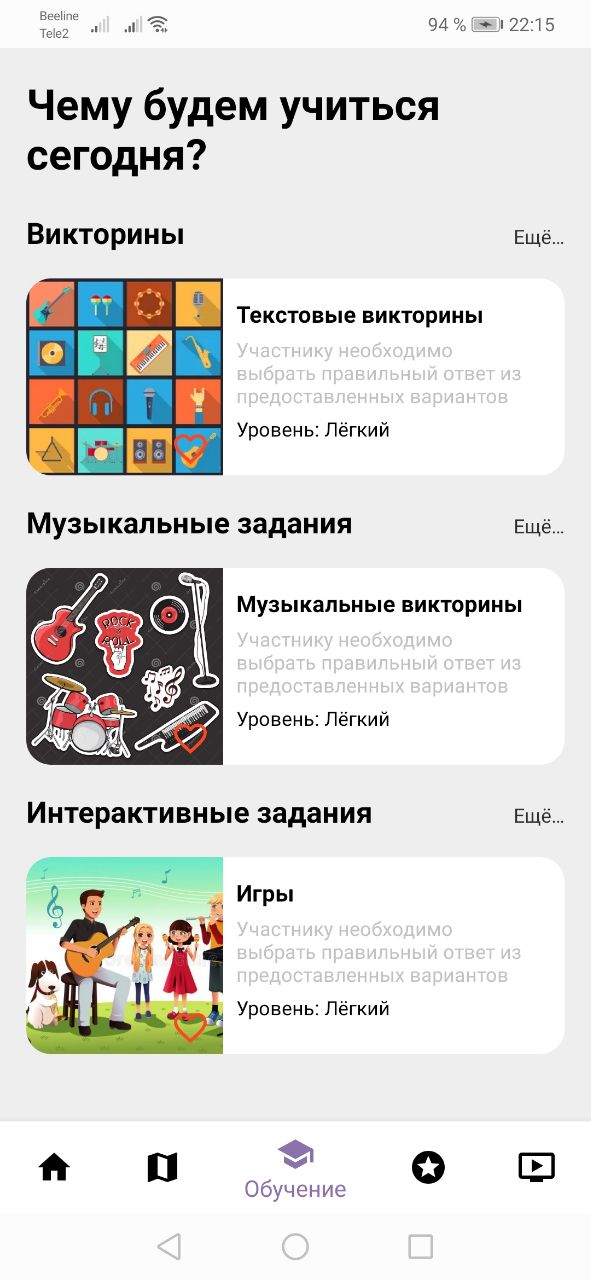 Beeline
Tele2
94 %
22:15
Чему будем учиться
сегодня?
Викторины
Ещё...
Текстовые викторины
Участнику необходимо
выбрать правильный ответ из
предоставленных вариантов
Уровень: Лёгкий
Музыкальные задания
Ещё...
ROCK
ROLL
Музыкальные викторины
Участнику необходимо
выбрать правильный ответ из
предоставленных вариантов
Уровень: Лёгкий
Интерактивные задания
Ещё...
Игры
Участнику необходимо
выбрать правильный ответ из
предоставленных вариантов
Уровень: Лёгкий
Обучение